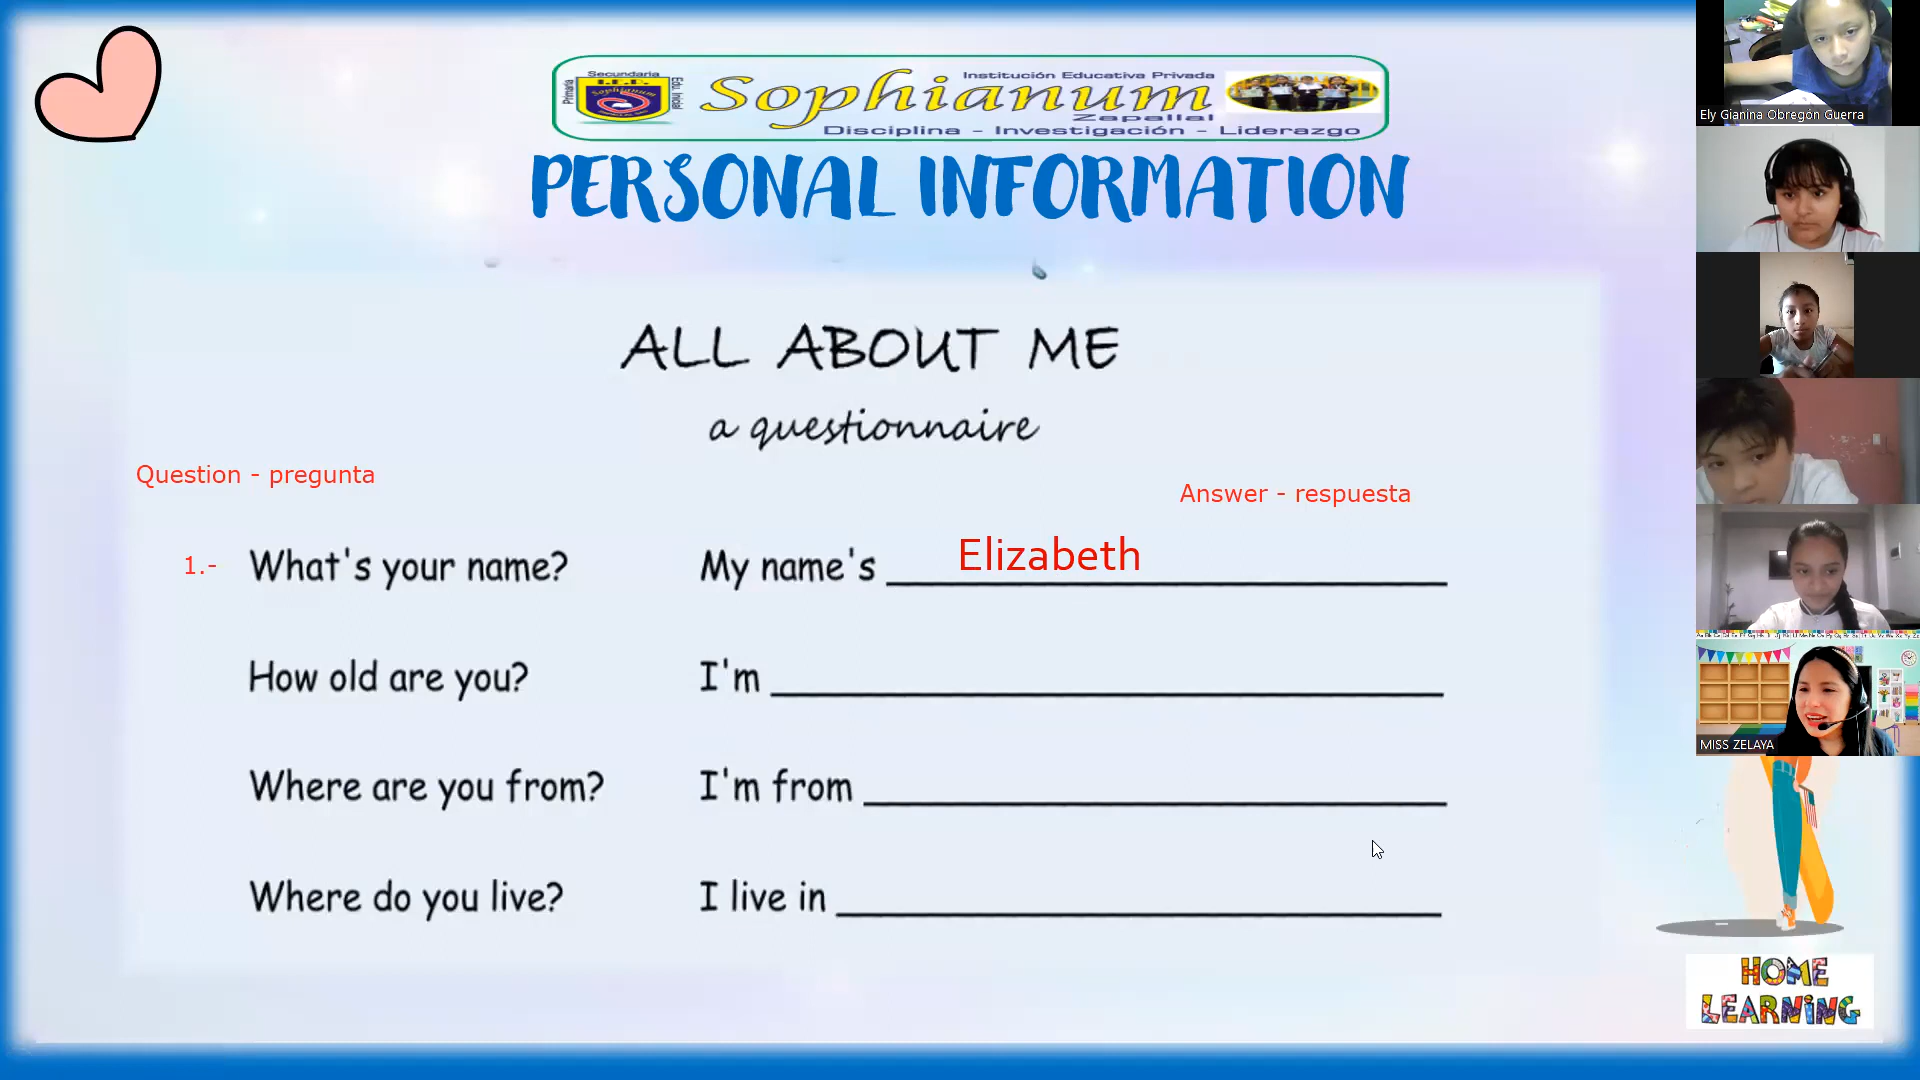 Secundaria
I.E.P.
Primaria
Sophianum
Edu. Inicial
Institución Educativa Privada
Sophianum
Zapallal
Disciplina - Investigación - Liderazgo
PERSONAL INFORMATION
ALL ABOUT ME
a questionnaire
Question - pregunta
Answer - respuesta
1.- What's your name? My name's Elizabeth
How old are you? I'm
Where are you from? I'm from
Where do you live? I live in
Ely Gianina Obregón Guerra
MISS ZELAYA
HOME
LEARNING